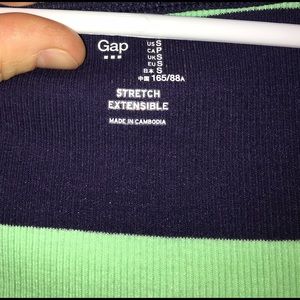 Gap
US S
CA P
UK S
EU S
日本 S
中国 165/88A
STRETCH
EXTENSIBLE
MADE IN CAMBODIA